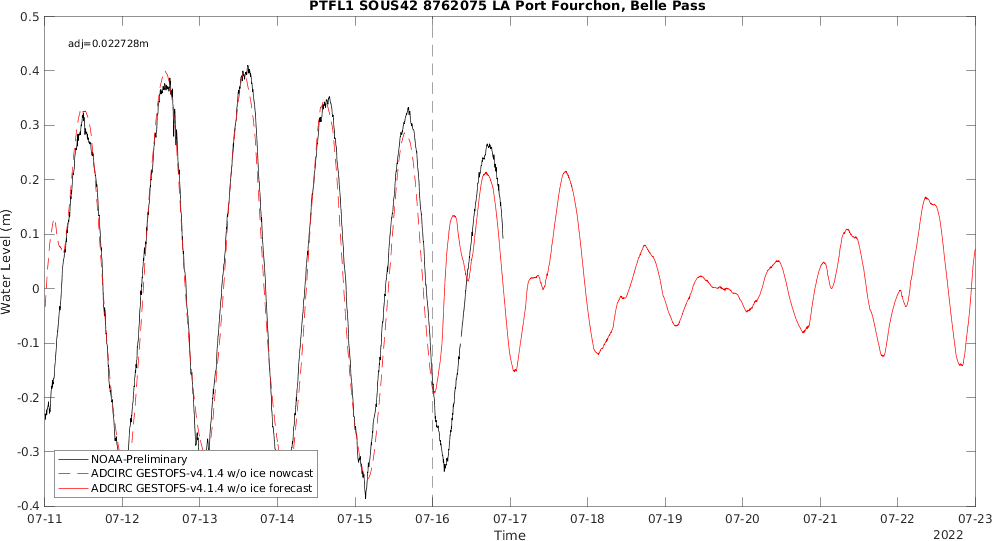 PTFL1 SOUS42 8762075 LA Port Fourchon, Belle Pass
adj=0.022728m
Water Level (m)
0.5
0.4
0.3
0.2
0.1
0
-0.1
-0.2
-0.3
-0.4
NOAA-Preliminary
ADCIRC GESTOFS-v4.1.4 w/o ice nowcast
ADCIRC GESTOFS-v4.1.4 w/o ice forecast
07-11 07-12 07-13 07-14 07-15 07-16 07-17 07-18 07-19 07-20 07-21 07-22 07-23
Time
2022